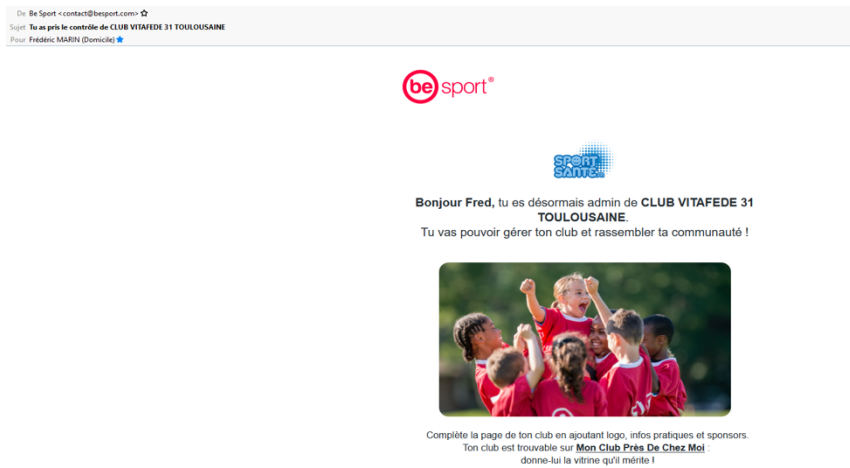 De Be Sport <contact@besport.com>
Sujet Tu as pris le contrôle de CLUB VITAFEDE 31 TOULOUSAINE
Pour Frédéric MARIN (Domicile)
be sport®
SPORT
SANTÉ
Bonjour Fred, tu es désormais admin de CLUB VITAFEDE 31
TOULOUSAINE.
Tu vas pouvoir gérer ton club et rassembler ta communauté !
Complète la page de ton club en ajoutant logo, infos pratiques et sponsors.
Ton club est trouvable sur Mon Club Près De Chez Moi :
donne-lui la vitrine qu'il mérite !